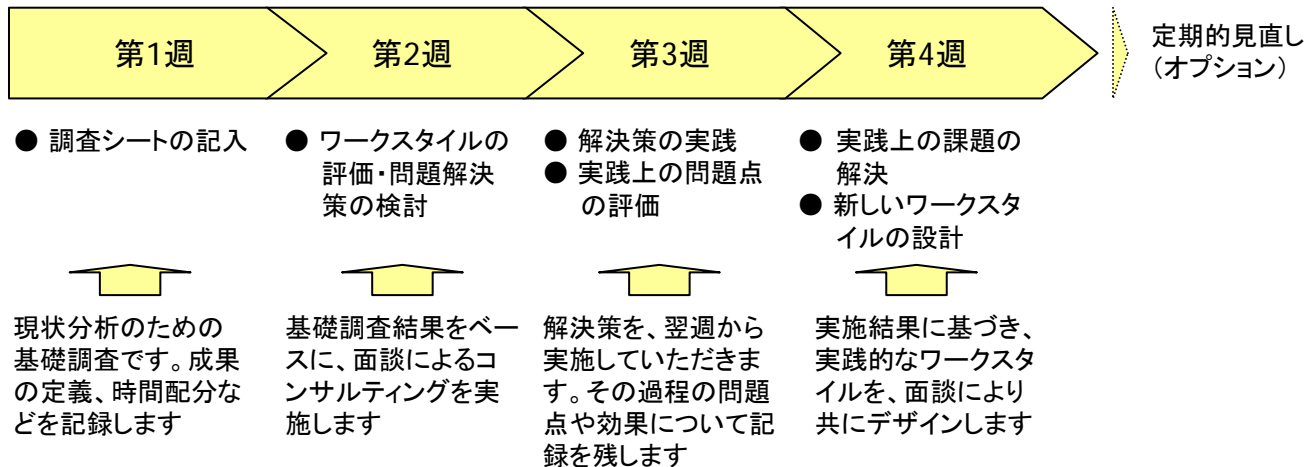 第1週
第2週
第3週
第4週
定期的見直し
(オプション)
● 調査シートの記入
● ワークスタイルの
評価・問題解決
策の検討
● 解決策の実践
● 実践上の問題点
の評価
● 実践上の課題の
解決
● 新しいワークスタ
イルの設計
現状分析のための
基礎調査です。成果
の定義、時間配分な
どを記録します
基礎調査結果をベー
スに、面談によるコ
ンサルティングを実
施します
解決策を、翌週から
実施していただきま
す。その過程の問題
点や効果について記
録を残します
実施結果に基づき、
実践的なワークスタ
イルを、面談により
共にデザインします